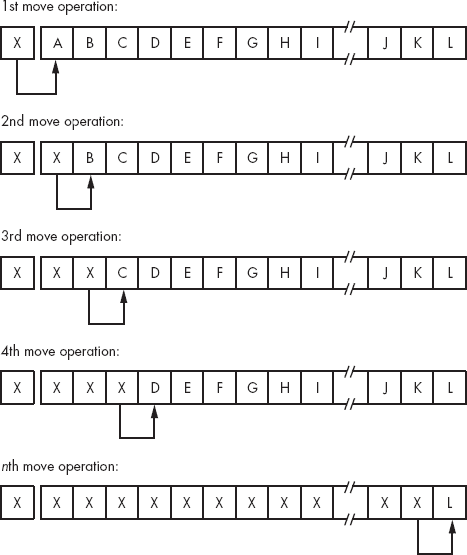 1st move operation:
X A B C D E F G H I J K L
2nd move operation:
X X B C D E F G H I J K L
3rd move operation:
X X X C D E F G H I J K L
4th move operation:
X X X X D E F G H I J K L
nth move operation:
X X X X X X X X X X X X L